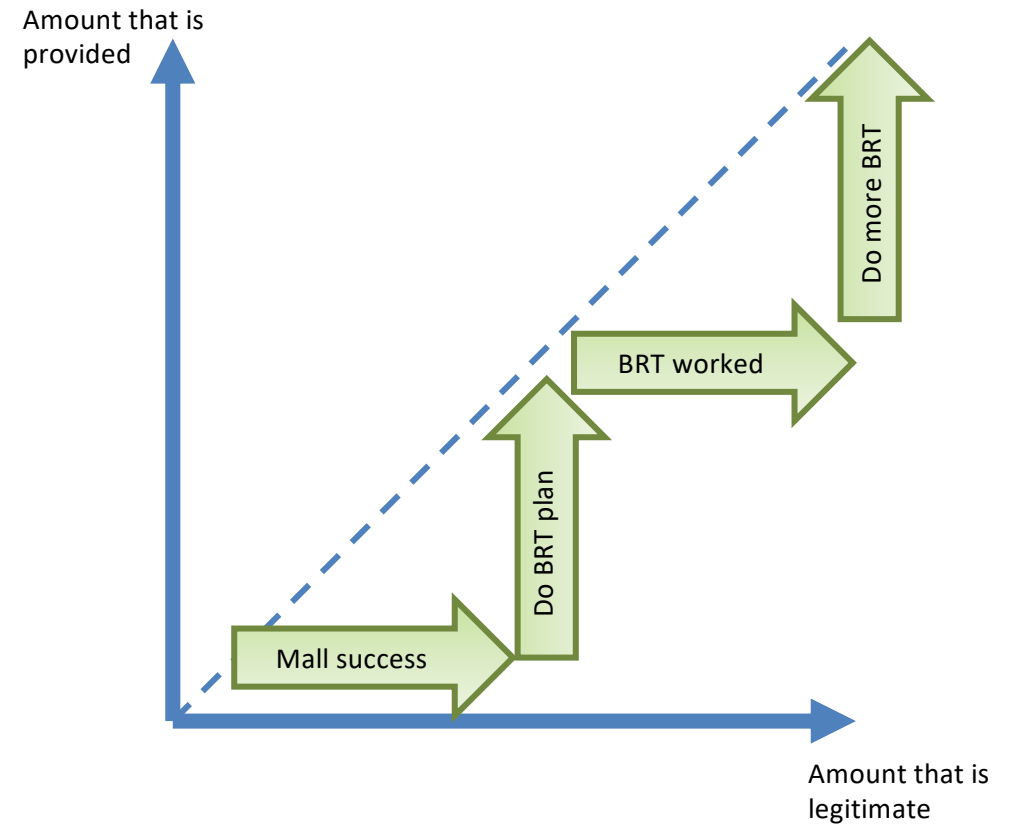 Amount that is
provided
Do more BRT
BRT worked
Do BRT plan
Mall success
Amount that is
legitimate